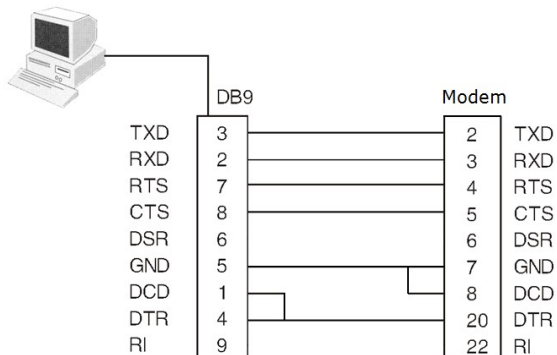 DB9 Modem
TXD 3 2 TXD
RXD 2 3 RXD
RTS 7 4 RTS
CTS 8 5 CTS
DSR 6 6 DSR
GND 5 7 GND
DCD 1 8 DCD
DTR 4 20 DTR
RI 9 22 RI